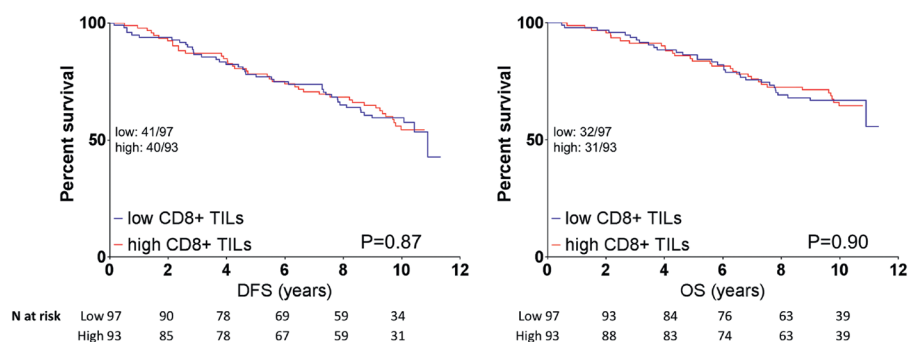 100
50
0
Percent survival
low: 41/97
high: 40/93
low CD8+ TILs
high CD8+ TILs
P=0.87
0 2 4 6 8 10 12
DFS (years)
N at risk Low 97 90 78 69 59 34
High 93 85 78 67 59 31
100
50
0
Percent survival
low: 32/97
high: 31/93
low CD8+ TILs
high CD8+ TILs
P=0.90
0 2 4 6 8 10 12
OS (years)
Low 97 93 84 76 63 39
High 93 88 83 74 63 39